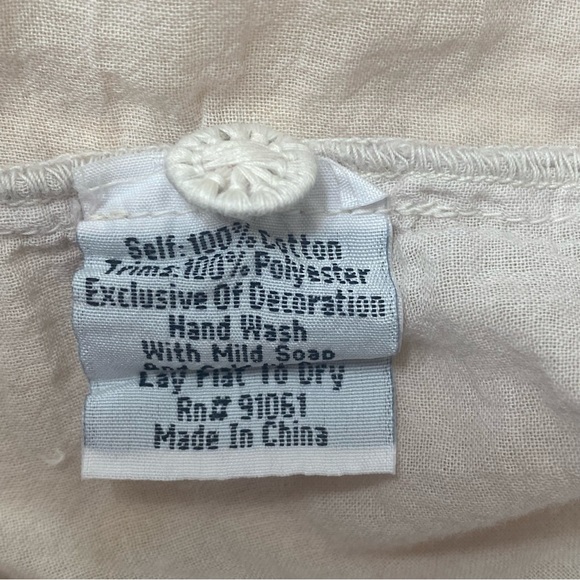 Self:100% Cotton
Trims:100% Polyester
Exclusive Of Decoration
Hand Wash
With Mild Soap
And Lay Flat To Dry
Rn# 91061
Made In China